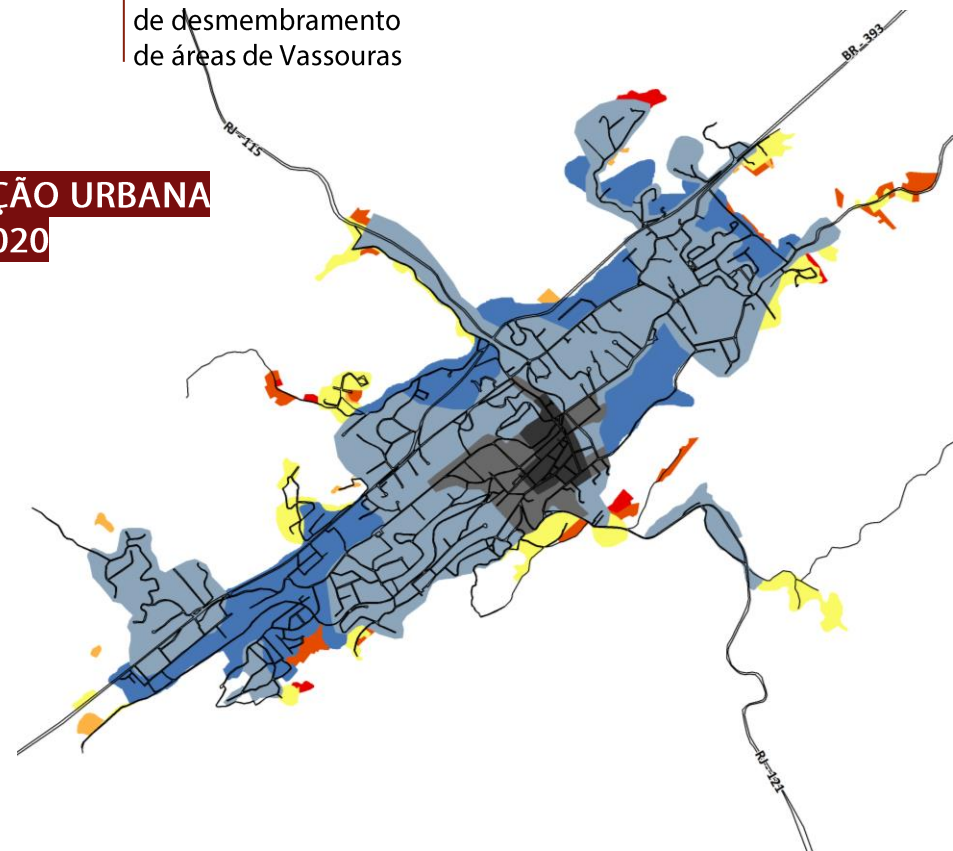 de desmembramento
de áreas de Vassouras
BR - 393
RJ-115
ÇÃO URBANA
020
RJ-121